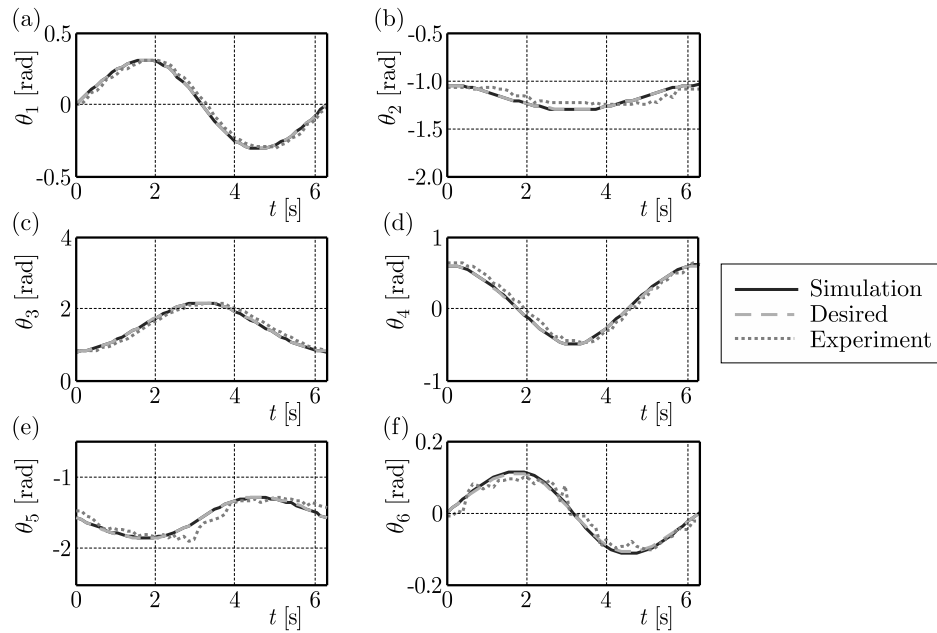 (a)
0.5
0
-0.5
θ1 [rad]
0 2 4 6
t [s]
(b)
-0.5
-1.0
-1.5
-2.0
θ2 [rad]
0 2 4 6
t [s]
(c)
4
2
0
θ3 [rad]
0 2 4 6
t [s]
(d)
1
0
-1
θ4 [rad]
0 2 4 6
t [s]
Simulation
Desired
Experiment
(e)
-1
-2
θ5 [rad]
0 2 4 6
t [s]
(f)
0.2
0
-0.2
θ6 [rad]
0 2 4 6
t [s]